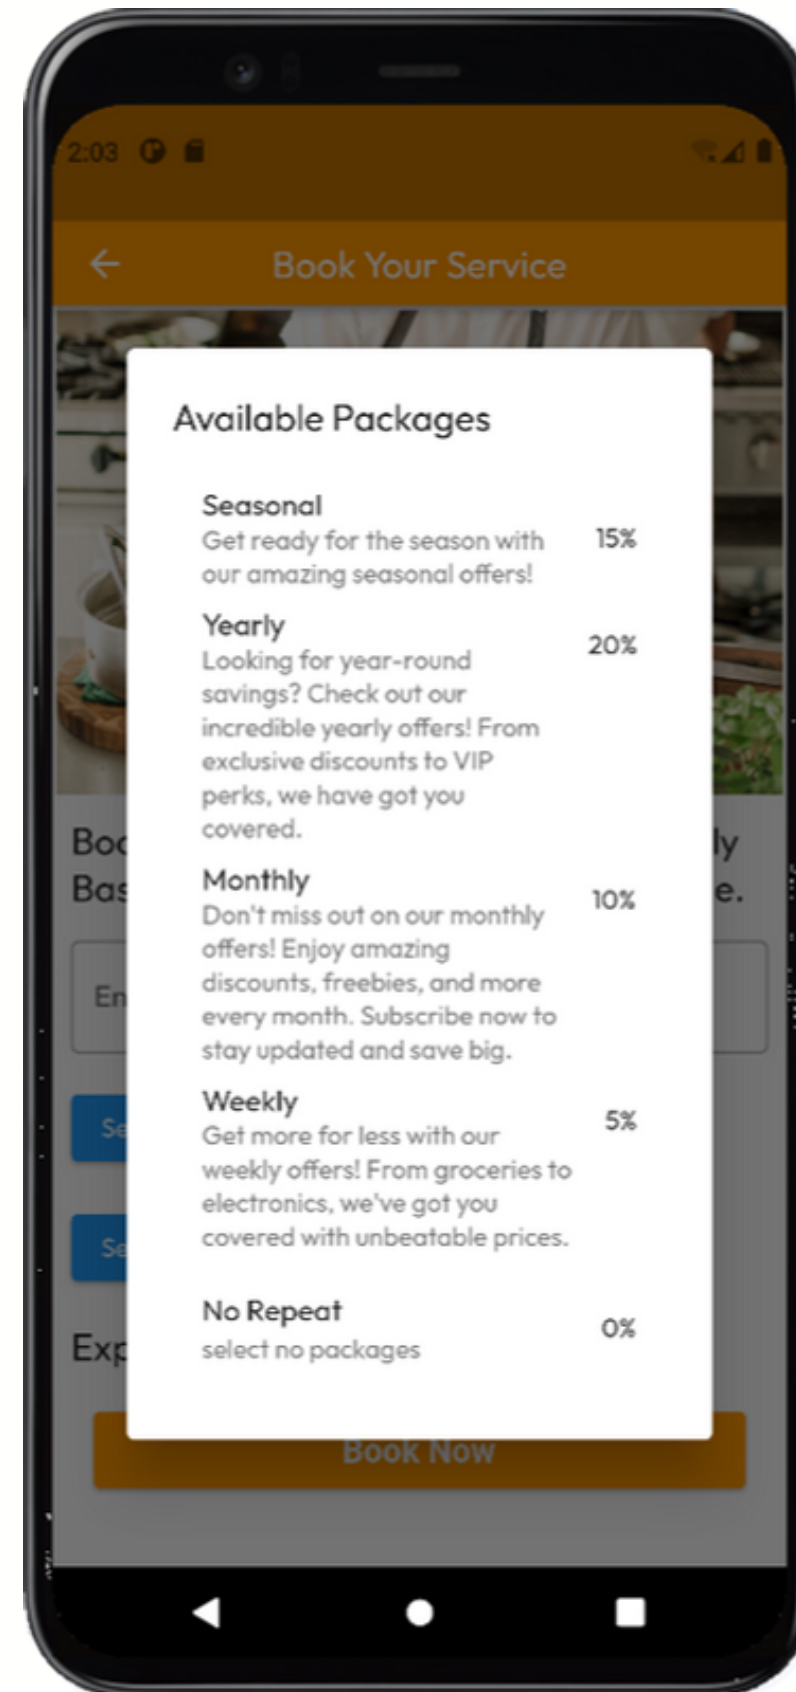 2:03
Book Your Service
Available Packages
Seasonal
Get ready for the season with
our amazing seasonal offers!
15%
Yearly
Looking for year-round
savings? Check out our
incredible yearly offers! From
exclusive discounts to VIP
perks, we have got you
covered.
20%
Monthly
Don't miss out on our monthly
offers! Enjoy amazing
discounts, freebies, and more
every month. Subscribe now to
stay updated and save big.
10%
Weekly
Get more for less with our
weekly offers! From groceries to
electronics, we've got you
covered with unbeatable prices.
5%
No Repeat
select no packages
0%
Book Now